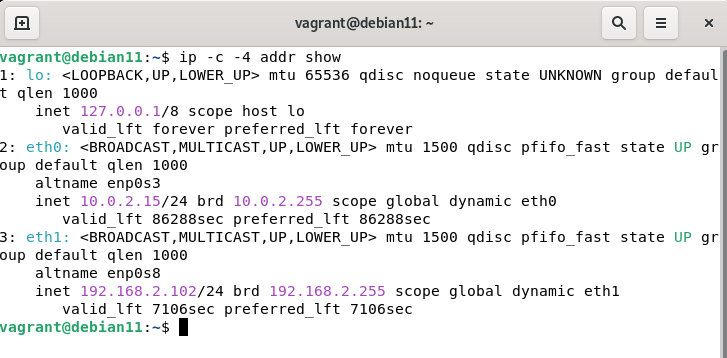 vagrant@debian11: ~
vagrant@debian11:~$ ip -c -4 addr show
1: lo: <LOOPBACK,UP,LOWER_UP> mtu 65536 qdisc noqueue state UNKNOWN group defaul
t qlen 1000
    inet 127.0.0.1/8 scope host lo
       valid_lft forever preferred_lft forever
2: eth0: <BROADCAST,MULTICAST,UP,LOWER_UP> mtu 1500 qdisc pfifo_fast state UP gr
oup default qlen 1000
    altname enp0s3
    inet 10.0.2.15/24 brd 10.0.2.255 scope global dynamic eth0
       valid_lft 86288sec preferred_lft 86288sec
3: eth1: <BROADCAST,MULTICAST,UP,LOWER_UP> mtu 1500 qdisc pfifo_fast state UP gr
oup default qlen 1000
    altname enp0s8
    inet 192.168.2.102/24 brd 192.168.2.255 scope global dynamic eth1
       valid_lft 7106sec preferred_lft 7106sec
vagrant@debian11:~$